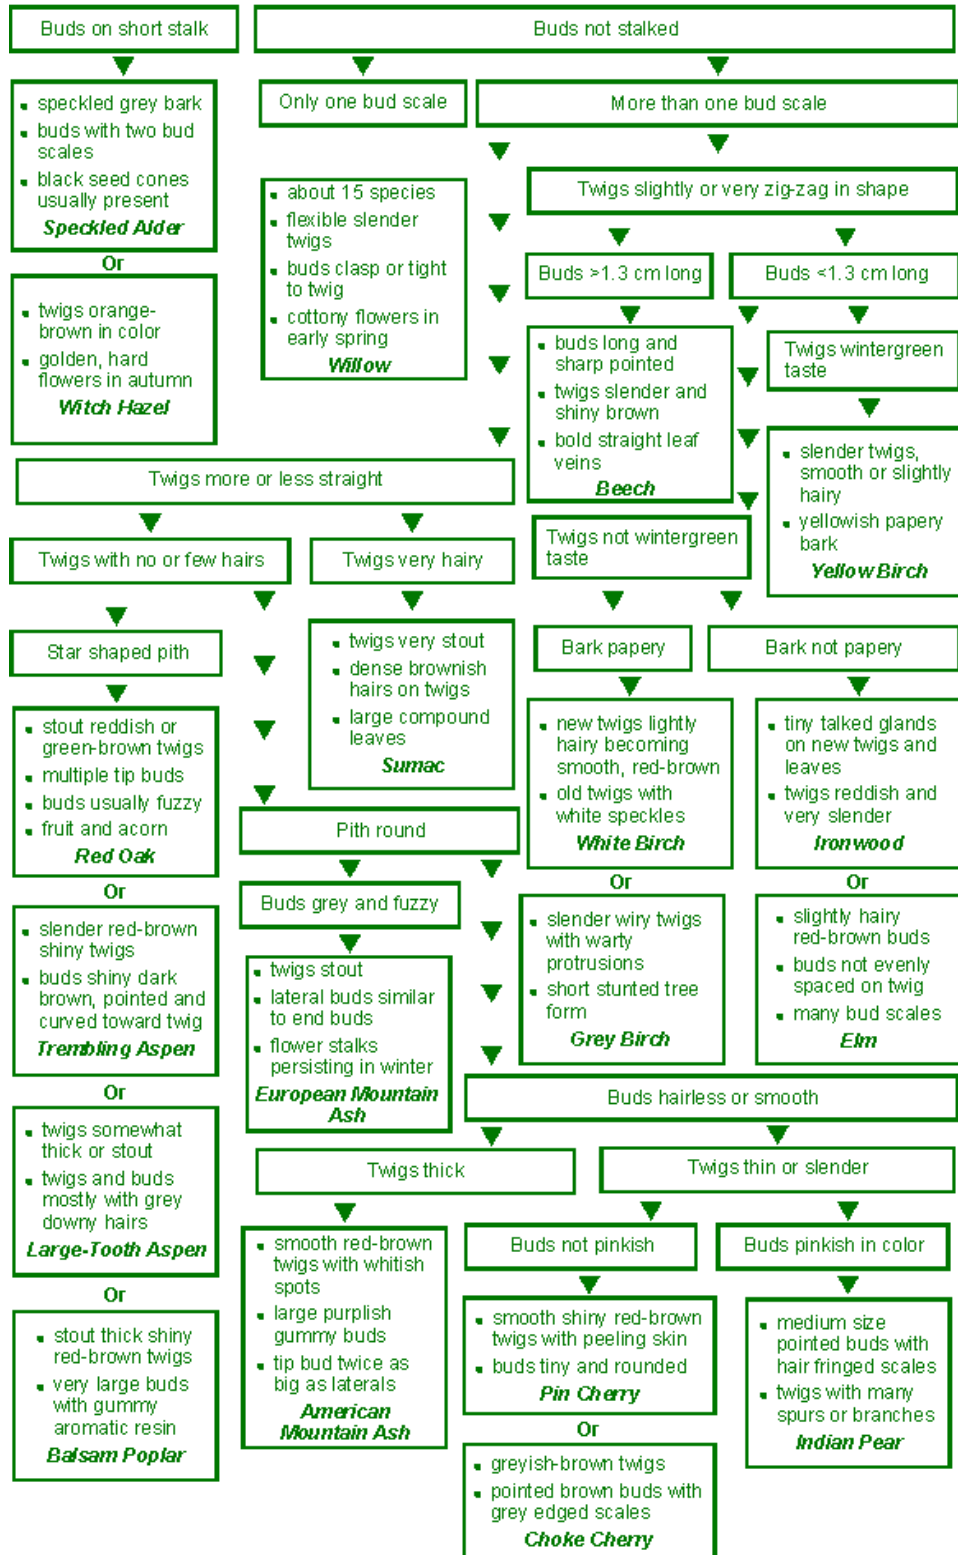 Buds on short stalk
Buds not stalked
speckled grey bark
buds with two bud
scales
black seed cones
usually present
Speckled Alder
Or
twigs orange-
brown in color
golden, hard
flowers in autumn
Witch Hazel
Only one bud scale
More than one bud scale
about 15 species
flexible slender
twigs
buds clasp or tight
to twig
cottony flowers in
early spring
Willow
Twigs slightly or very zig-zag in shape
Buds >1.3 cm long
Buds <1.3 cm long
buds long and
sharp pointed
twigs slender and
shiny brown
bold straight leaf
veins
Beech
Twigs wintergreen
taste
slender twigs,
smooth or slightly
hairy
yellowish papery
bark
Yellow Birch
Twigs not wintergreen
taste
Bark papery
Bark not papery
new twigs lightly
hairy becoming
smooth, red-brown
old twigs with
white speckles
White Birch
Or
slender wiry twigs
with warty
protrusions
short stunted tree
form
Grey Birch
tiny talked glands
on new twigs and
leaves
twigs reddish and
very slender
Ironwood
Or
slightly hairy
red-brown buds
buds not evenly
spaced on twig
many bud scales
Elm
Twigs more or less straight
Twigs with no or few hairs
Twigs very hairy
twigs very stout
dense brownish
hairs on twigs
large compound
leaves
Sumac
Star shaped pith
stout reddish or
green-brown twigs
multiple tip buds
buds usually fuzzy
fruit and acorn
Red Oak
Or
slender red-brown
shiny twigs
buds shiny dark
brown, pointed and
curved toward twig
Trembling Aspen
Or
twigs somewhat
thick or stout
twigs and buds
mostly with grey
downy hairs
Large-Tooth Aspen
Or
stout thick shiny
red-brown twigs
very large buds
with gummy
aromatic resin
Balsam Poplar
Pith round
Buds grey and fuzzy
twigs stout
lateral buds similar
to end buds
flower stalks
persisting in winter
European Mountain
Ash
Buds hairless or smooth
Twigs thick
Twigs thin or slender
smooth red-brown
twigs with whitish
spots
large purplish
gummy buds
tip bud twice as
big as laterals
American
Mountain Ash
Buds not pinkish
Buds pinkish in color
smooth shiny red-brown
twigs with peeling skin
buds tiny and rounded
Pin Cherry
Or
greyish-brown twigs
pointed brown buds with
grey edged scales
Choke Cherry
medium size
pointed buds with
hair fringed scales
twigs with many
spurs or branches
Indian Pear